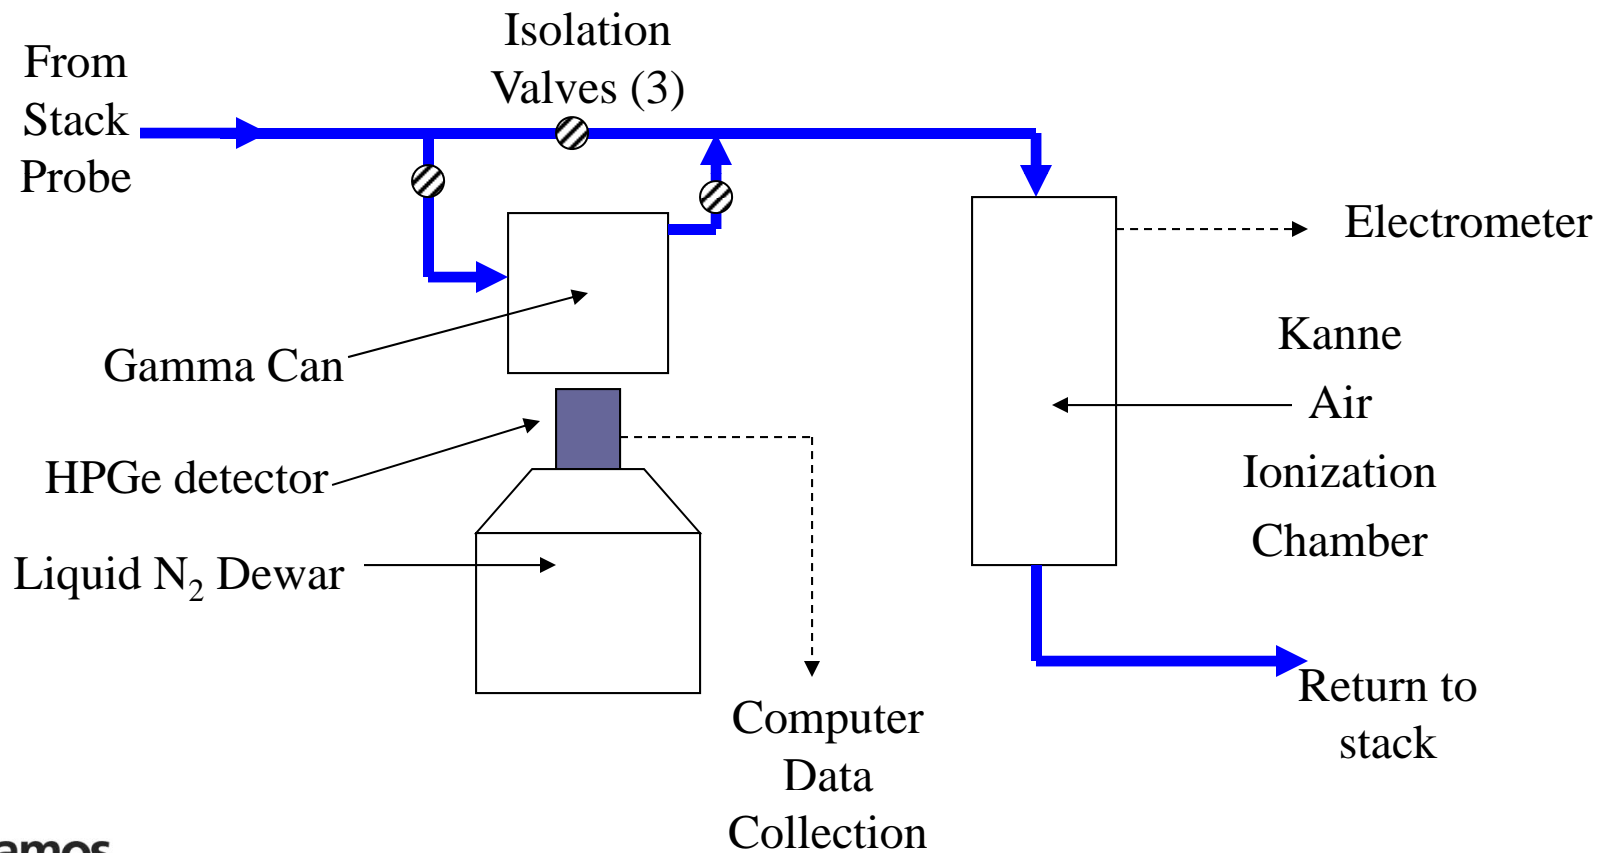 Isolation
Valves (3)
From
Stack
Probe
Electrometer
Kanne
Air
Ionization
Chamber
Gamma Can
HPGe detector
Liquid N₂ Dewar
Return to
stack
Computer
Data
Collection